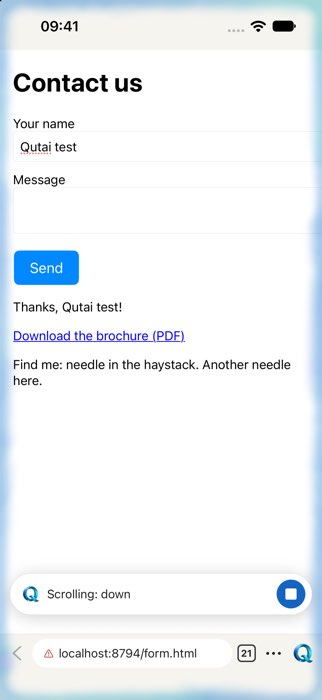 09:41
Contact us
Your name
Qutai test
Message
Send
Thanks, Qutai test!
Download the brochure (PDF)
Find me: needle in the haystack. Another needle
here.
Scrolling: down
localhost:8794/form.html
21